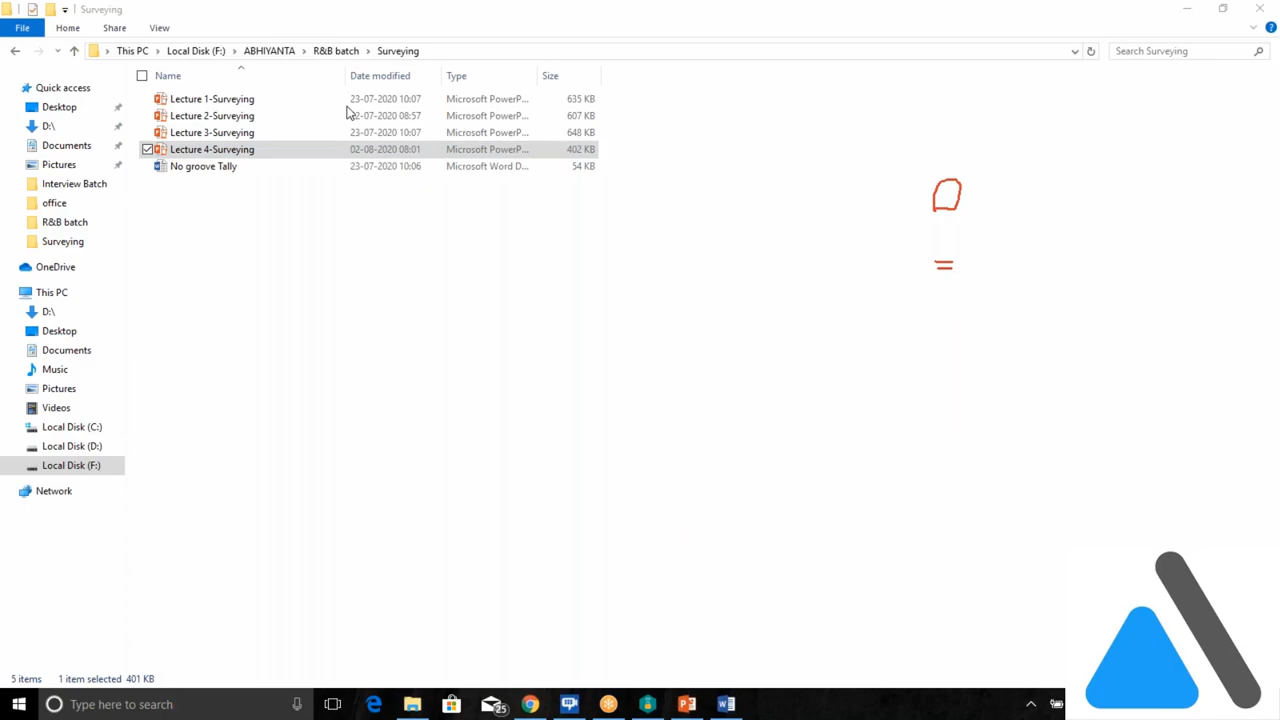 Surveying
File Home Share View
This PC Local Disk (F:) ABHIYANTA R&B batch Surveying Search Surveying
Name Date modified Type Size
Quick access
Desktop
D:\
Documents
Pictures
Interview Batch
office
R&B batch
Surveying
OneDrive
This PC
D:\
Desktop
Documents
Music
Pictures
Videos
Local Disk (C:)
Local Disk (D:)
Local Disk (F:)
Network
Lecture 1-Surveying 23-07-2020 10:07 Microsoft PowerP... 635 KB
Lecture 2-Surveying 08:57 Microsoft PowerP... 607 KB
Lecture 3-Surveying 23-07-2020 10:07 Microsoft PowerP... 648 KB
Lecture 4-Surveying 02-08-2020 08:01 Microsoft PowerP... 402 KB
No groove Tally 23-07-2020 10:06 Microsoft Word D... 54 KB
=
5 items 1 item selected 401 KB
Type here to search 25